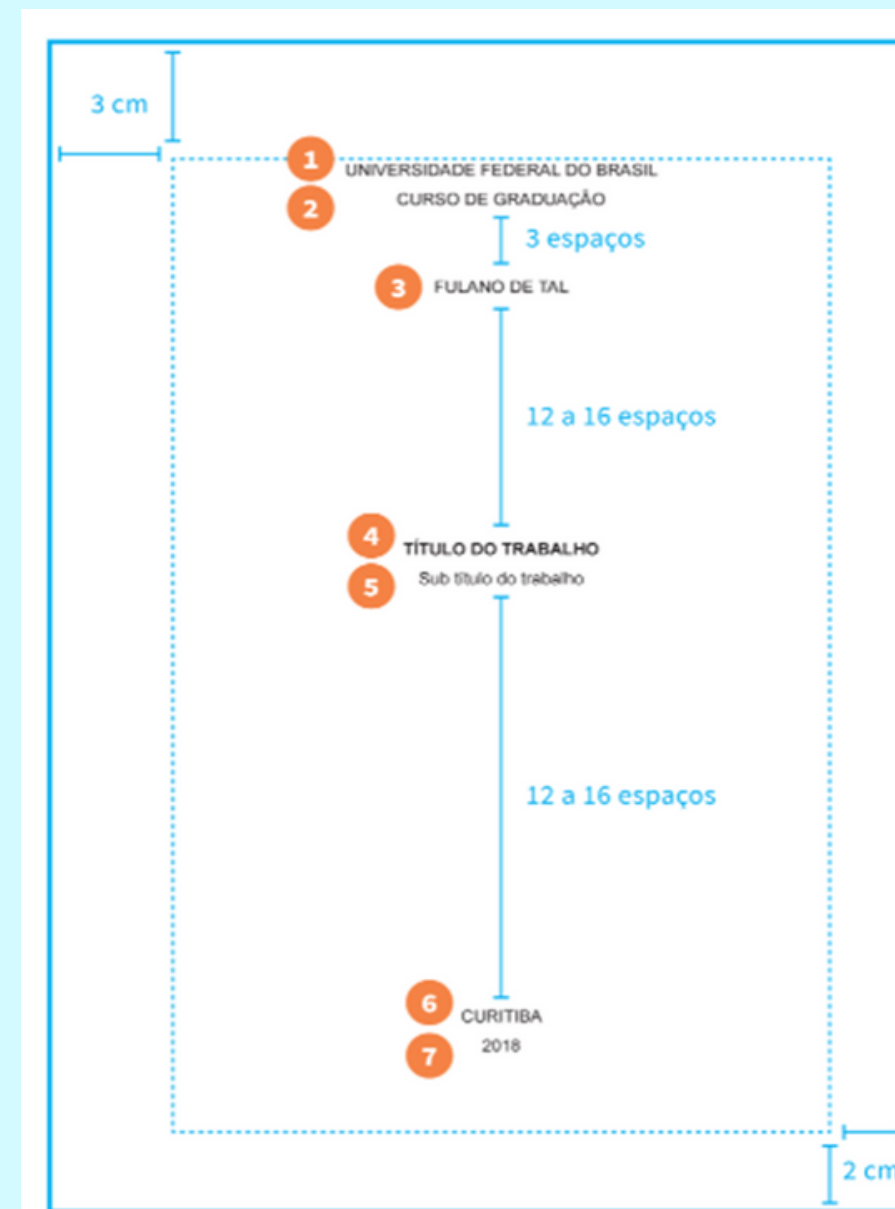 3 cm
1
UNIVERSIDADE FEDERAL DO BRASIL
2
CURSO DE GRADUAÇÃO
3 espaços
3
FULANO DE TAL
12 a 16 espaços
4
TÍTULO DO TRABALHO
5
Sub título do trabalho
12 a 16 espaços
6
CURITIBA
7
2018
2 cm